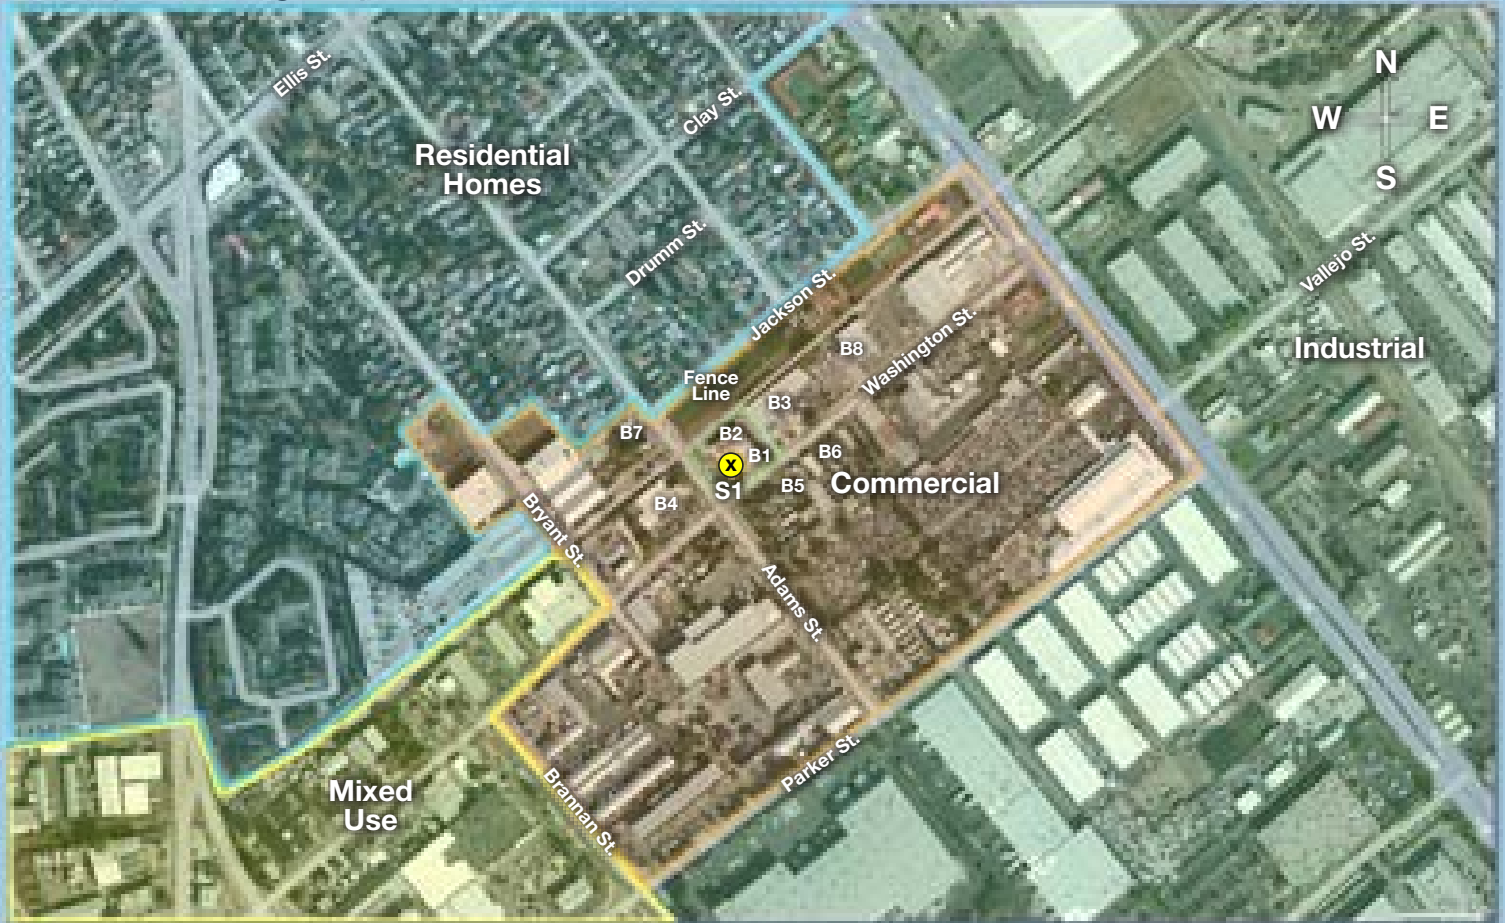 Ellis St.
Clay St.
Residential
Homes
N
W
E
S
Drumm St.
Vallejo St.
Jackson St.
Washington St.
Industrial
B8
Fence
Line
B3
B7
B2
B1
B6
X
S1
B5
Commercial
B4
Bryant St.
Adams St.
Parker St.
Mixed
Use
Brannan St.